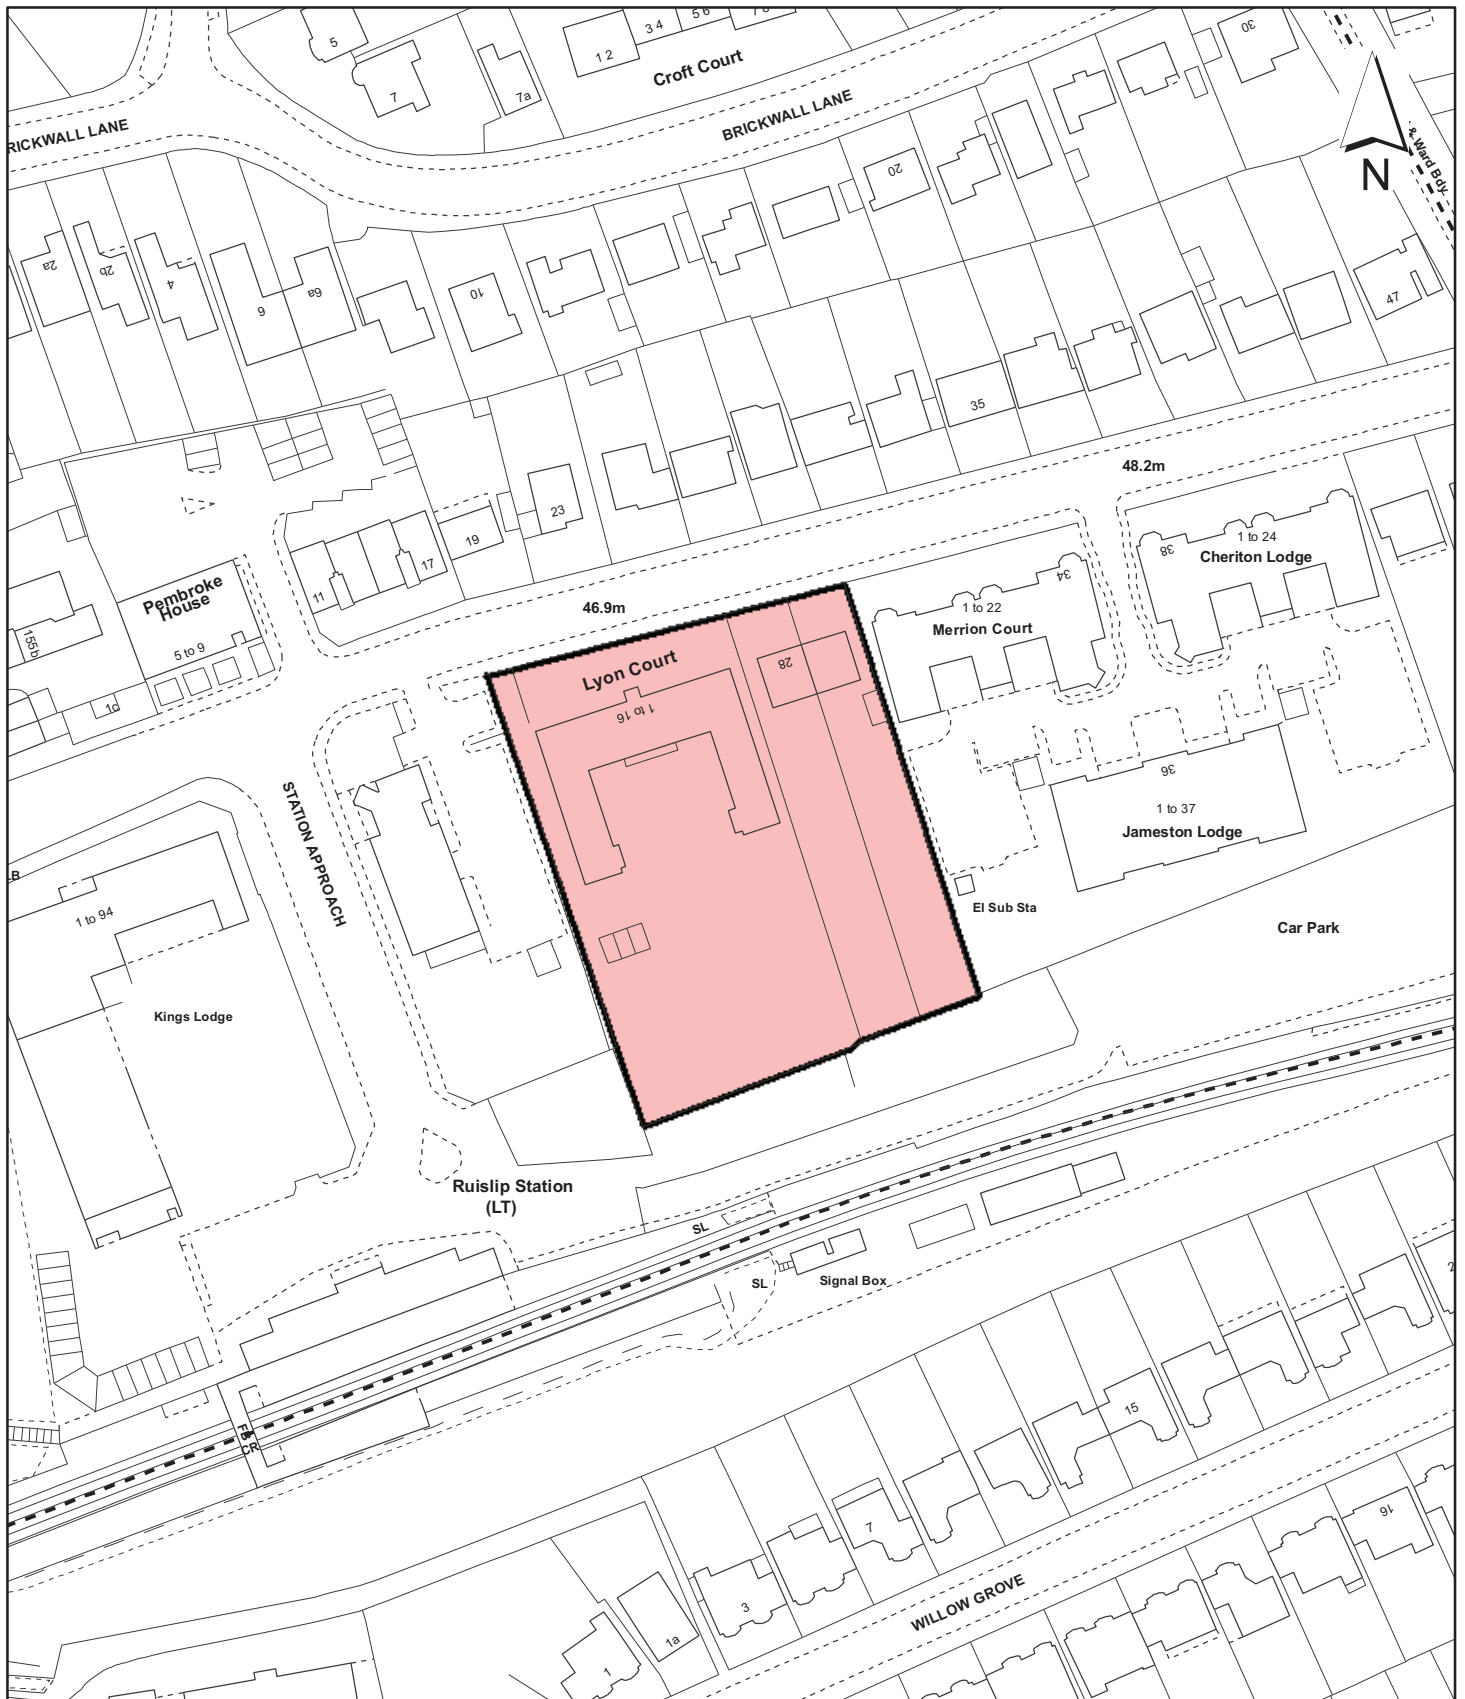 5
7
7a
1 2
3 4
5 6
Croft Court
30
BRICKWALL LANE
RICKWALL LANE
& Ward Bdy
N
20
2a
2b
4
6
6a
10
47
35
48.2m
23
19
17
11
Pembroke
House
5 to 9
155b
1c
46.9m
Lyon Court
1 to 16
28
34
1 to 22
Merrion Court
38
1 to 24
Cheriton Lodge
36
1 to 37
Jameston Lodge
El Sub Sta
Car Park
STATION APPROACH
LB
1 to 94
Kings Lodge
Ruislip Station
(LT)
SL
SL
Signal Box
FB
CR
15
7
3
1a
1
16
WILLOW GROVE